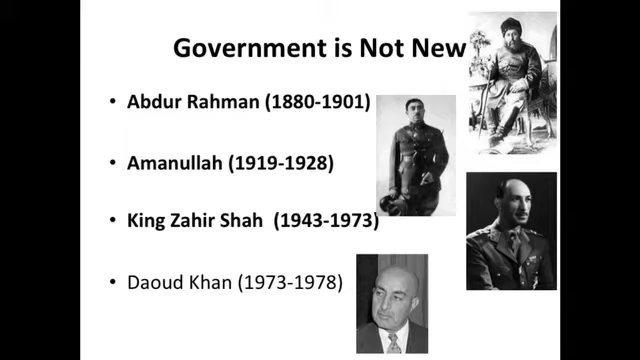 Government is Not New
• Abdur Rahman (1880-1901)
• Amanullah (1919-1928)
• King Zahir Shah  (1943-1973)
• Daoud Khan (1973-1978)